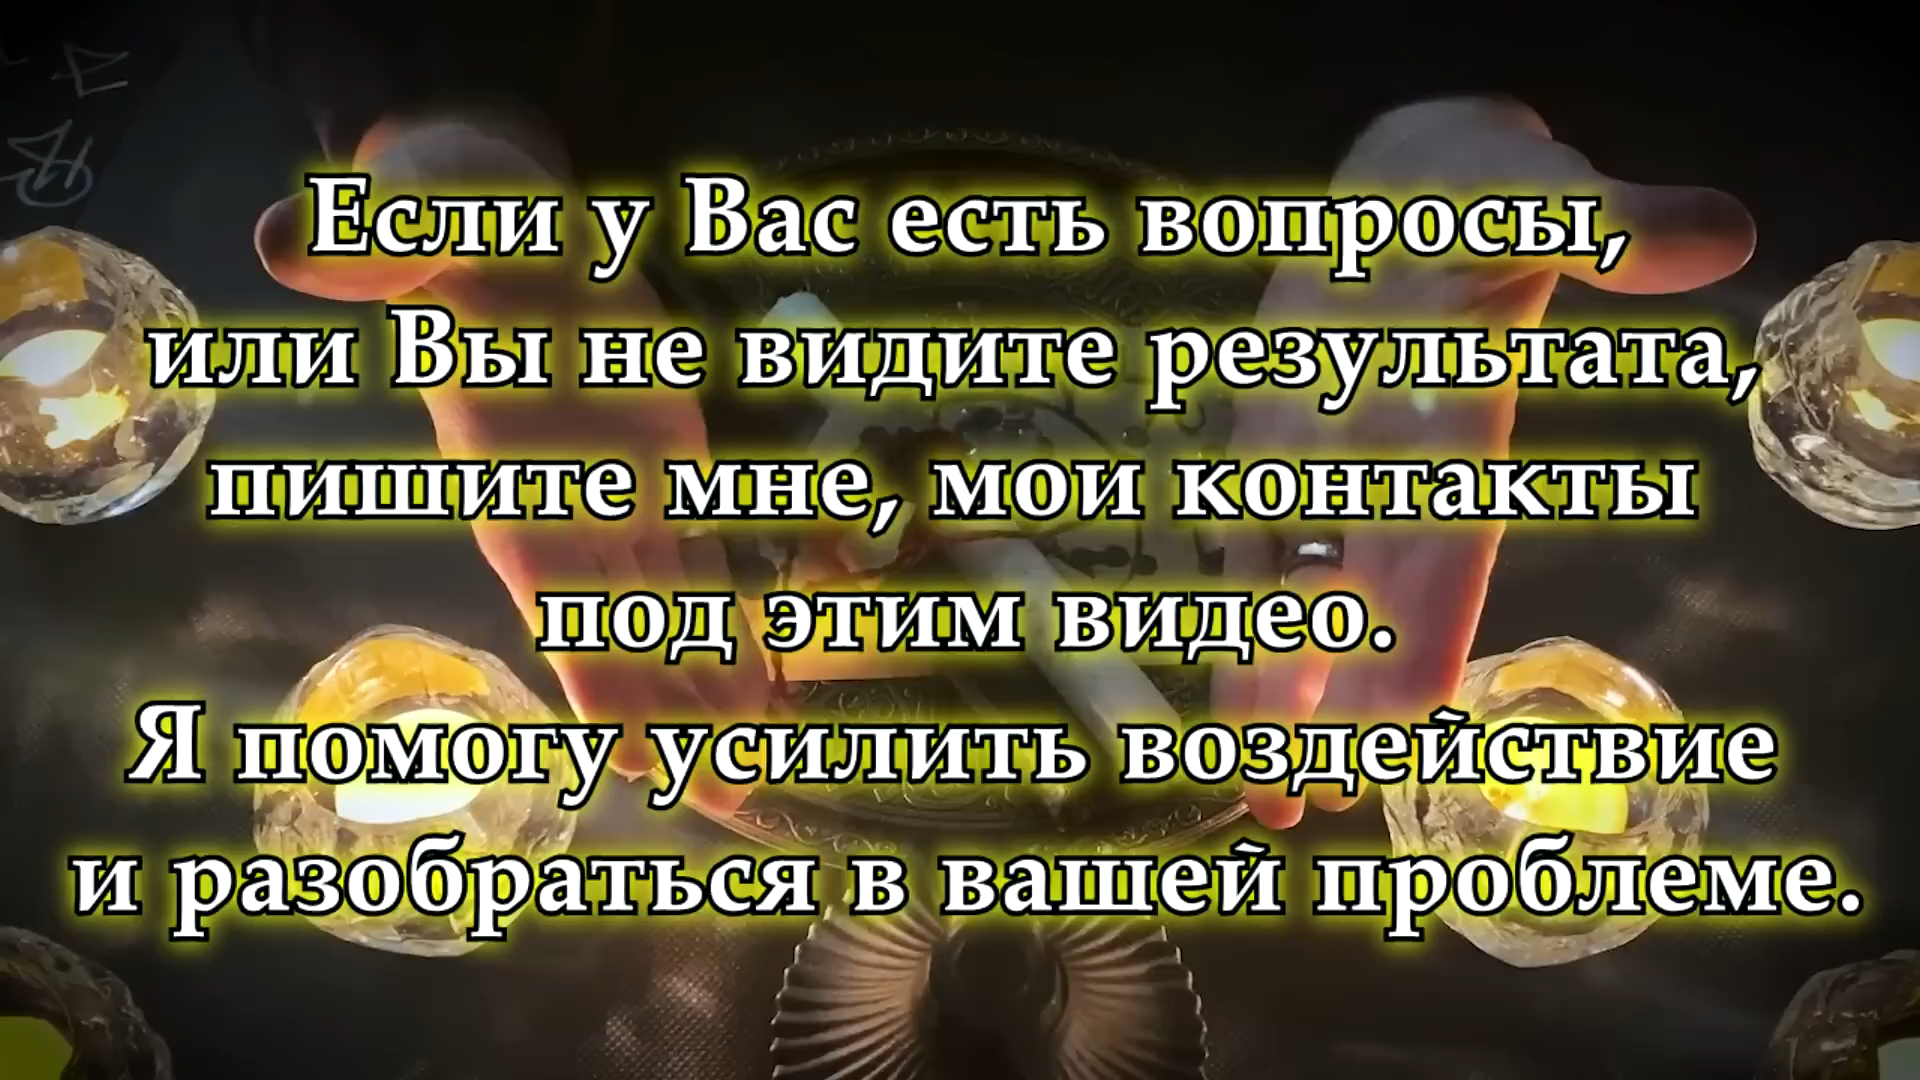 Если у Вас есть вопросы,
или Вы не видите результата,
пишите мне, мои контакты
под этим видео.
Я помогу усилить воздействие
и разобраться в вашей проблеме.